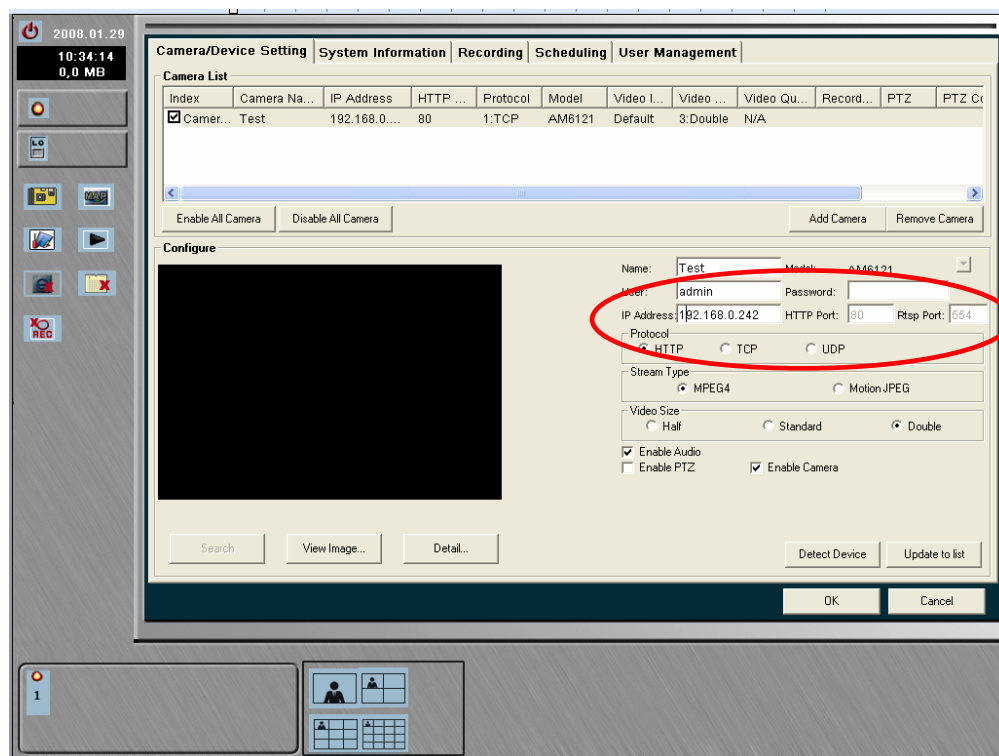 2008.01.29
10:34:14
0,0 MB
LO
MAP
REC
1
Camera/Device Setting System Information Recording Scheduling User Management
Camera List
Index Camera Na... IP Address HTTP ... Protocol Model Video I... Video ... Video Qu... Record... PTZ PTZ Co
Camer... Test 192.168.0.... 80 1:TCP AM6121 Default 3:Double N/A
Enable All Camera Disable All Camera Add Camera Remove Camera
Configure
Name: Test Model: AM6121
User: admin Password:
IP Address: 192.168.0.242 HTTP Port: 80 Rtsp Port: 554
Protocol
HTTP TCP UDP
Stream Type
MPEG4 Motion JPEG
Video Size
Half Standard Double
Enable Audio
Enable PTZ Enable Camera
Search View Image... Detail... Detect Device Update to list
OK Cancel